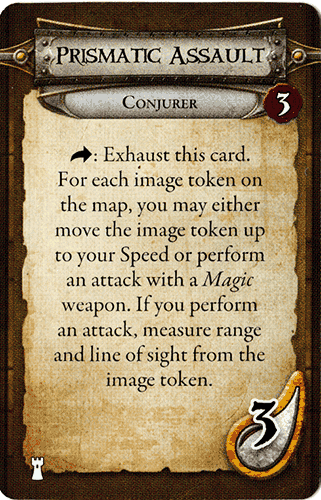 Prismatic Assault
Conjurer
3
: Exhaust this card.
For each image token on
the map, you may either
move the image token up
to your Speed or perform
an attack with a Magic
weapon. If you perform
an attack, measure range
and line of sight from the
image token.
3